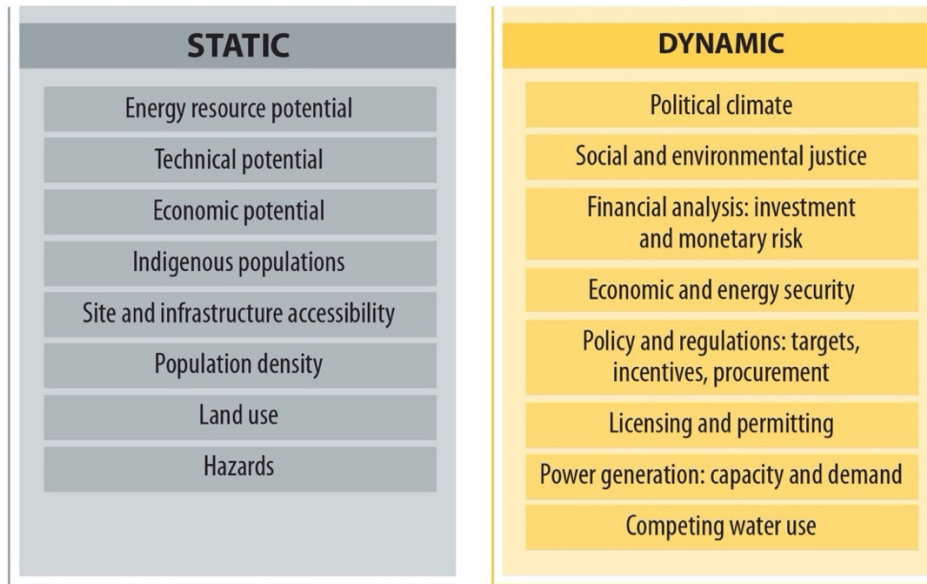 STATIC
Energy resource potential
Technical potential
Economic potential
Indigenous populations
Site and infrastructure accessibility
Population density
Land use
Hazards
DYNAMIC
Political climate
Social and environmental justice
Financial analysis: investment
and monetary risk
Economic and energy security
Policy and regulations: targets,
incentives, procurement
Licensing and permitting
Power generation: capacity and demand
Competing water use